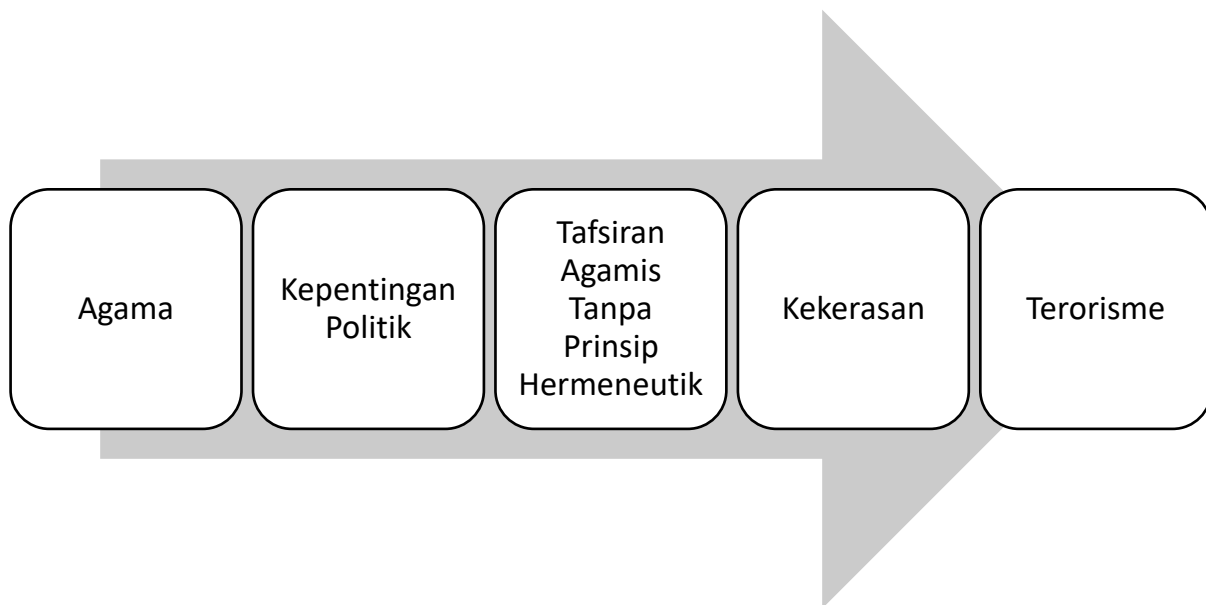 Agama
Kepentingan
Politik
Tafsiran
Agamis
Tanpa
Prinsip
Hermeneutik
Kekerasan
Terorisme